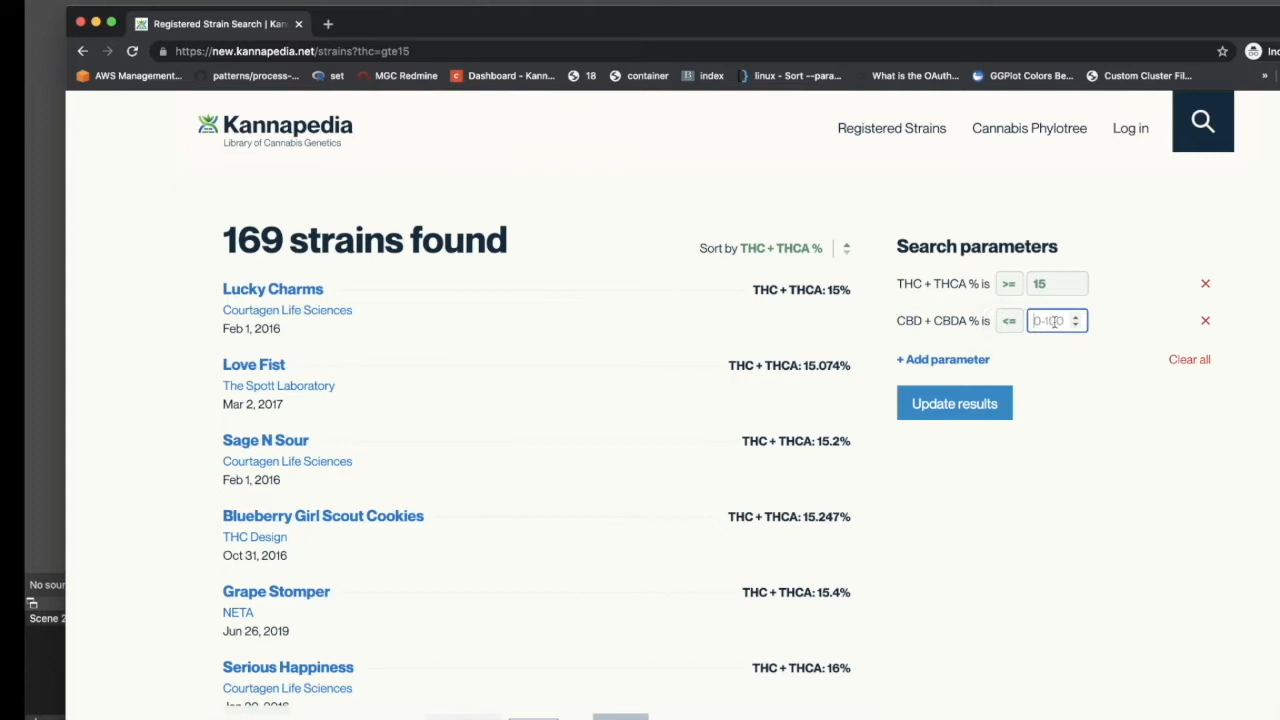 Registered Strain Search | Kan
https://new.kannapedia.net/strains?thc=gte15
AWS Management... patterns/process-... set MGC Redmine Dashboard - Kann... 18 container index linux - Sort --para... What is the OAuth... GGPlot Colors Be... Custom Cluster Fil... »
Kannapedia
Library of Cannabis Genetics
Registered Strains Cannabis Phylotree Log in
169 strains found
Sort by THC + THCA %
Lucky Charms THC + THCA: 15%
Courtagen Life Sciences
Feb 1, 2016
Love Fist THC + THCA: 15.074%
The Spott Laboratory
Mar 2, 2017
Sage N Sour THC + THCA: 15.2%
Courtagen Life Sciences
Feb 1, 2016
Blueberry Girl Scout Cookies THC + THCA: 15.247%
THC Design
Oct 31, 2016
Grape Stomper THC + THCA: 15.4%
NETA
Jun 26, 2019
Serious Happiness THC + THCA: 16%
Courtagen Life Sciences
Search parameters
THC + THCA % is >= 15
CBD + CBDA % is <= 0-100
+ Add parameter Clear all
Update results
No sour
Scene 2